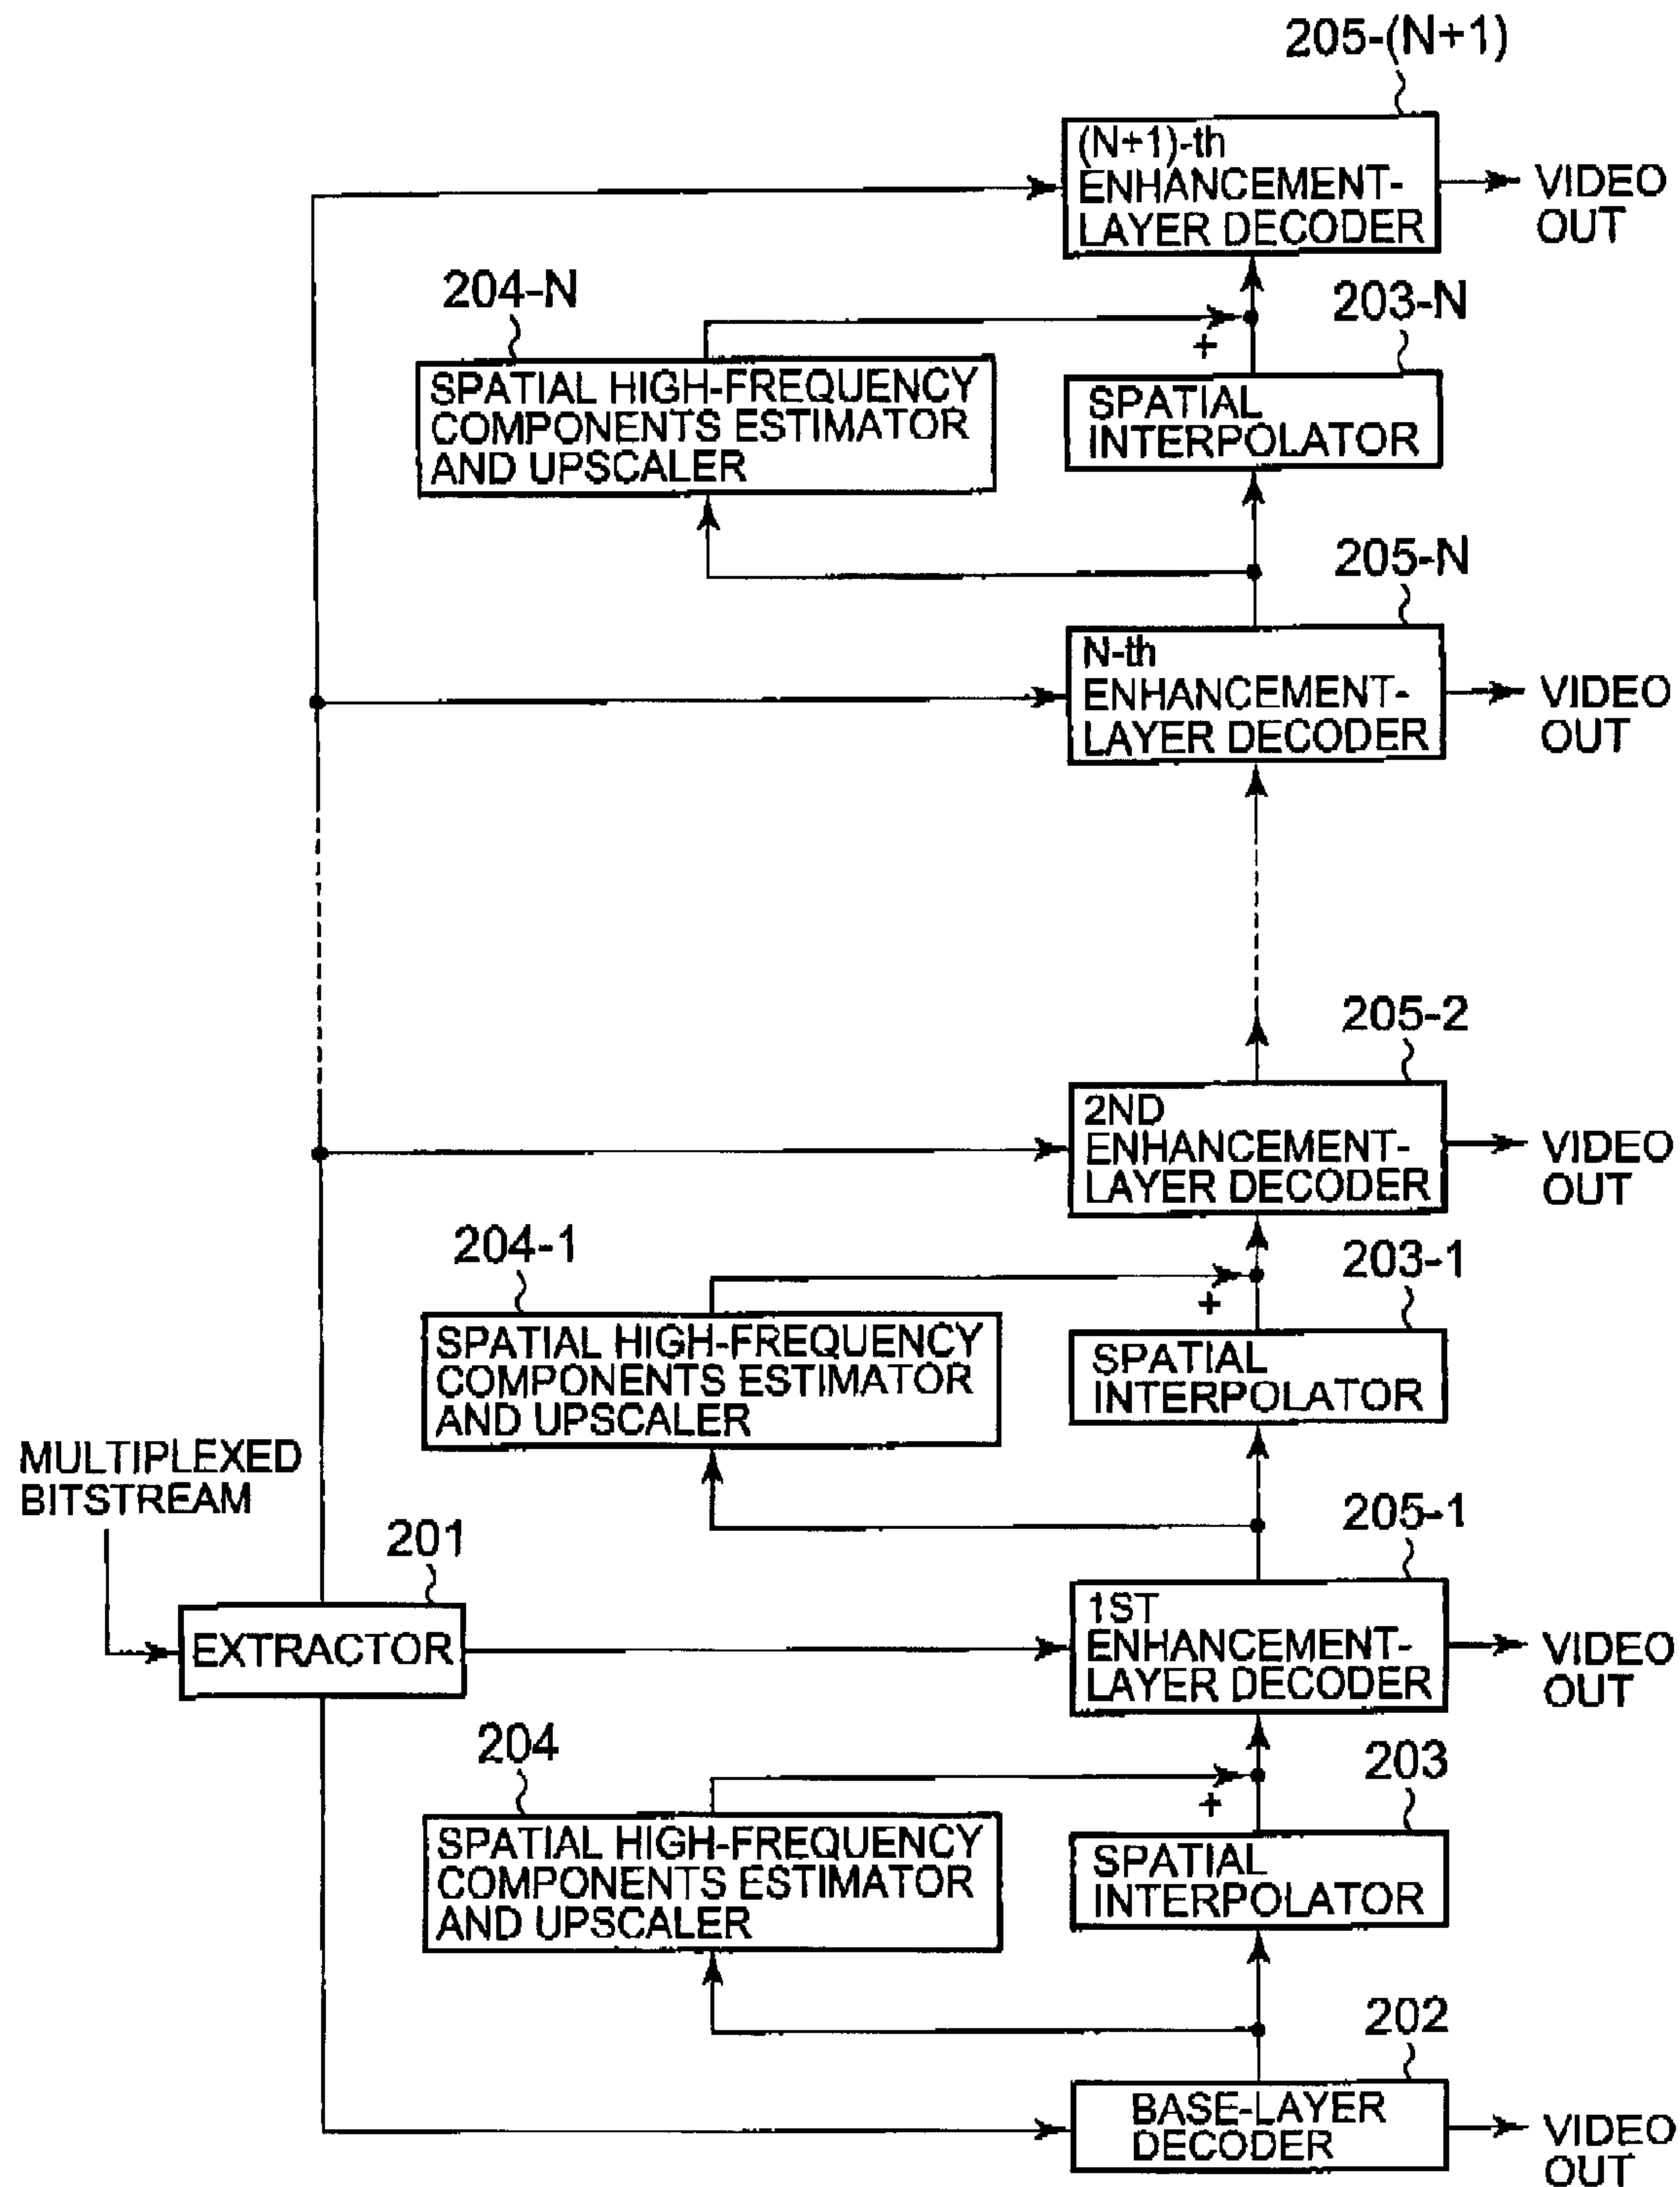 205-(N+1)
(N+1)-th
ENHANCEMENT-
LAYER DECODER
VIDEO
OUT
204-N
203-N
+
SPATIAL HIGH-FREQUENCY
COMPONENTS ESTIMATOR
AND UPSCALER
SPATIAL
INTERPOLATOR
205-N
N-th
ENHANCEMENT-
LAYER DECODER
VIDEO
OUT
205-2
2ND
ENHANCEMENT-
LAYER DECODER
VIDEO
OUT
204-1
203-1
+
SPATIAL HIGH-FREQUENCY
COMPONENTS ESTIMATOR
AND UPSCALER
SPATIAL
INTERPOLATOR
MULTIPLEXED
BITSTREAM
205-1
201
EXTRACTOR
1ST
ENHANCEMENT-
LAYER DECODER
VIDEO
OUT
204
203
+
SPATIAL HIGH-FREQUENCY
COMPONENTS ESTIMATOR
AND UPSCALER
SPATIAL
INTERPOLATOR
202
BASE-LAYER
DECODER
VIDEO
OUT